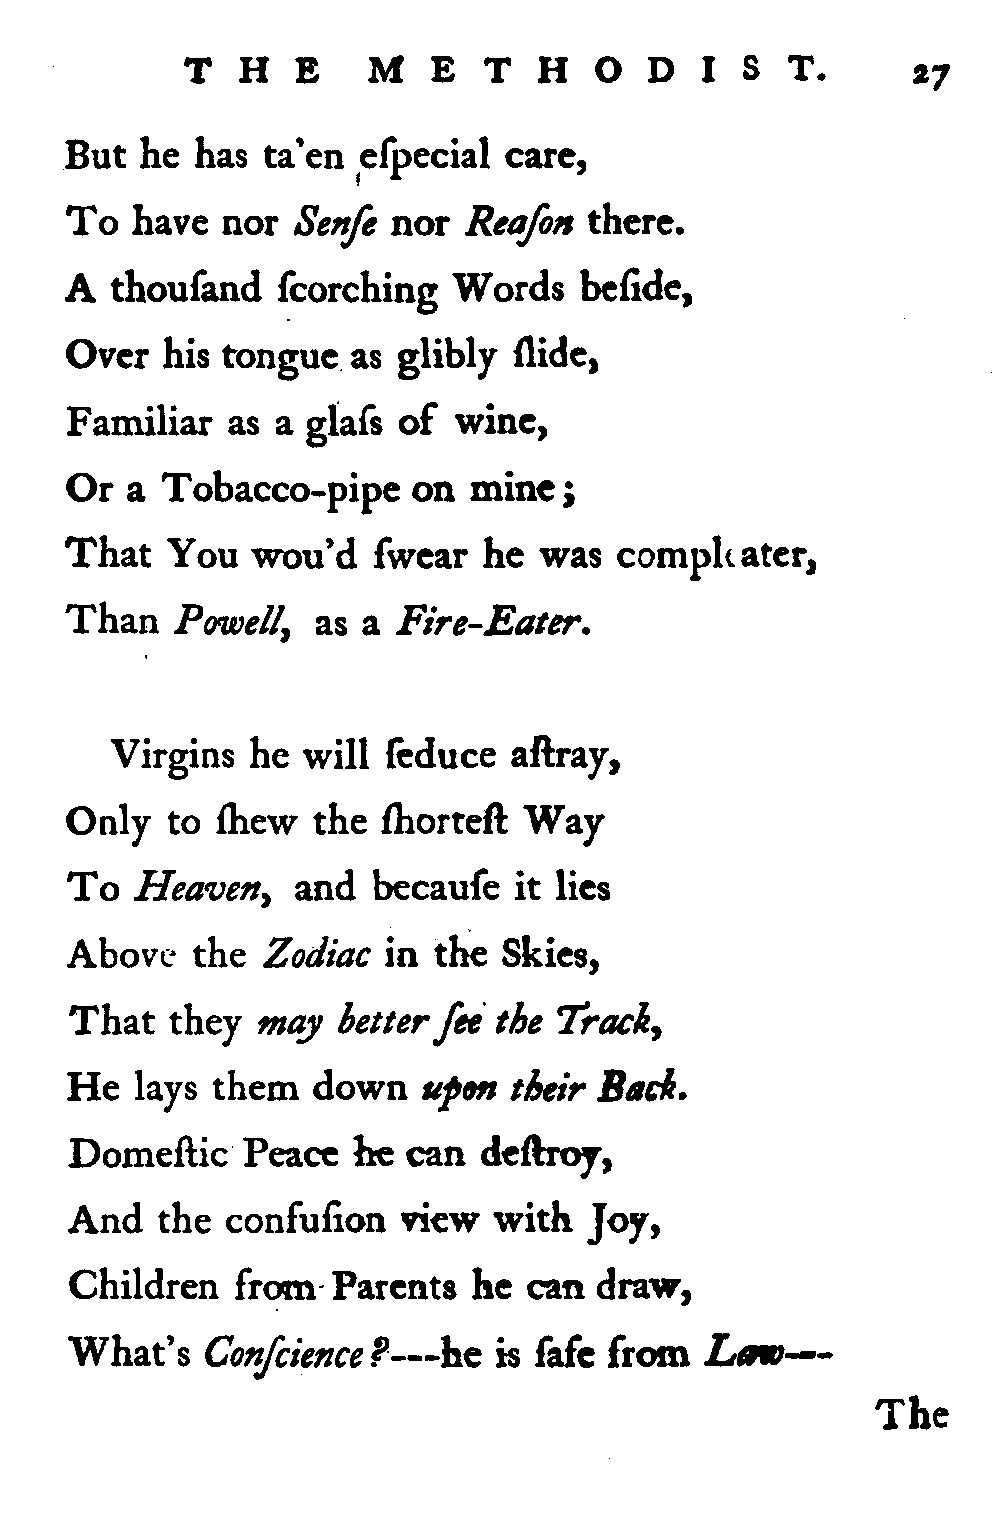 THE METHODIST. 27
But he has ta'en eſpecial care,
To have nor Senſe nor Reaſon there.
A thouſand ſcorching Words beſide,
Over his tongue as glibly ſlide,
Familiar as a glaſs of wine,
Or a Tobacco-pipe on mine;
That You wou'd ſwear he was compleater,
Than Powell, as a Fire-Eater.
Virgins he will ſeduce aſtray,
Only to ſhew the ſhorteſt Way
To Heaven, and becauſe it lies
Above the Zodiac in the Skies,
That they may better ſee the Track,
He lays them down upon their Back.
Domeſtic Peace he can deſtroy,
And the confuſion view with Joy,
Children from Parents he can draw,
What's Conſcience?---he is ſafe from Law---
The